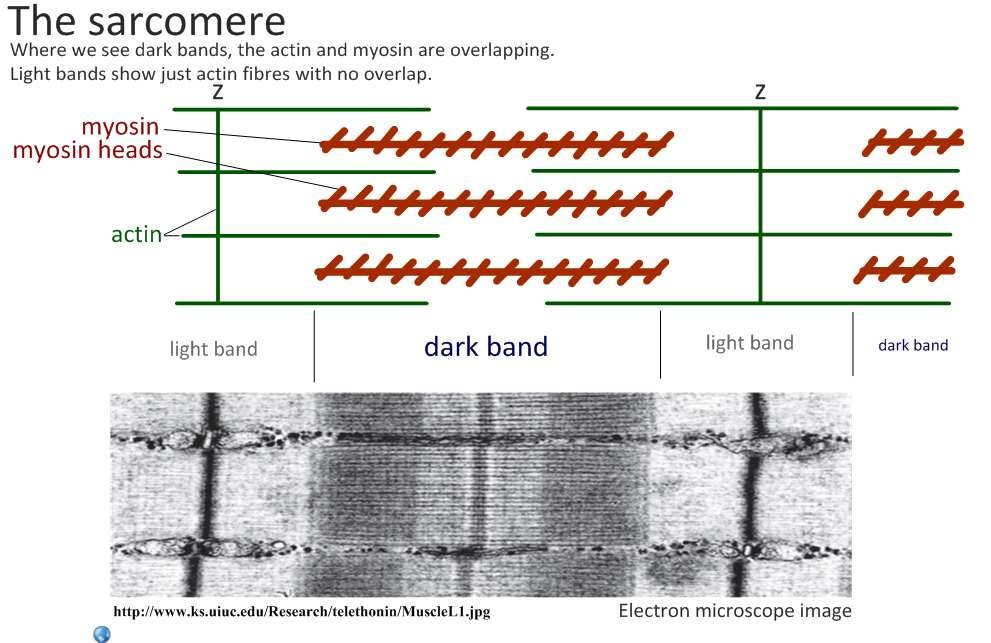 The sarcomere
Where we see dark bands, the actin and myosin are overlapping.
Light bands show just actin fibres with no overlap.
Z
Z
myosin
myosin heads
actin
light band
dark band
light band
dark band
http://www.ks.uiuc.edu/Research/telethonin/MuscleL1.jpg
Electron microscope image